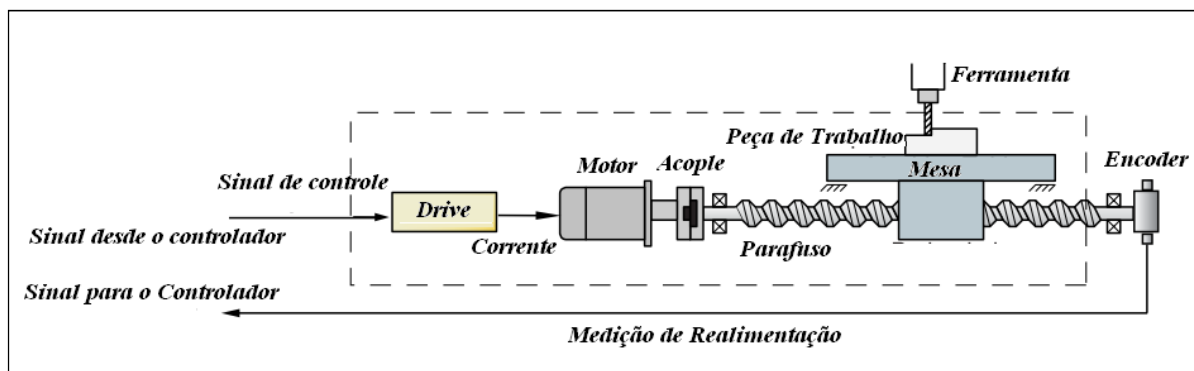 Ferramenta
Peça de Trabalho
Encoder
Motor
Acople
Mesa
Sinal de controle
Drive
Sinal desde o controlador
Corrente
Parafuso
Sinal para o Controlador
Medição de Realimentação